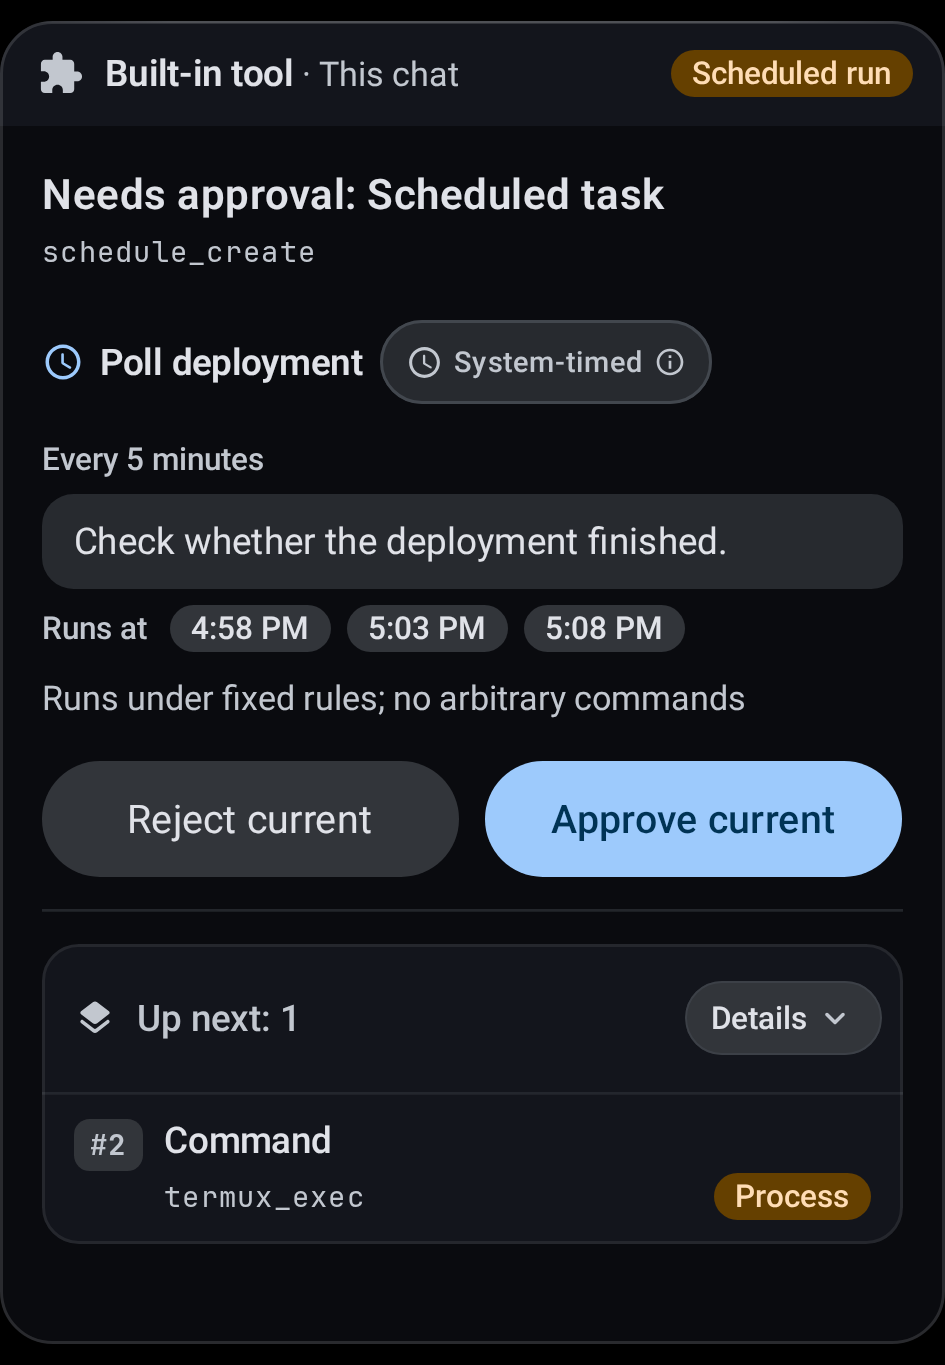 Built-in tool · This chat
Scheduled run
Needs approval: Scheduled task
schedule_create
Poll deployment
System-timed
Every 5 minutes
Check whether the deployment finished.
Runs at 4:58 PM 5:03 PM 5:08 PM
Runs under fixed rules; no arbitrary commands
Reject current
Approve current
Up next: 1
Details
#2 Command
termux_exec
Process